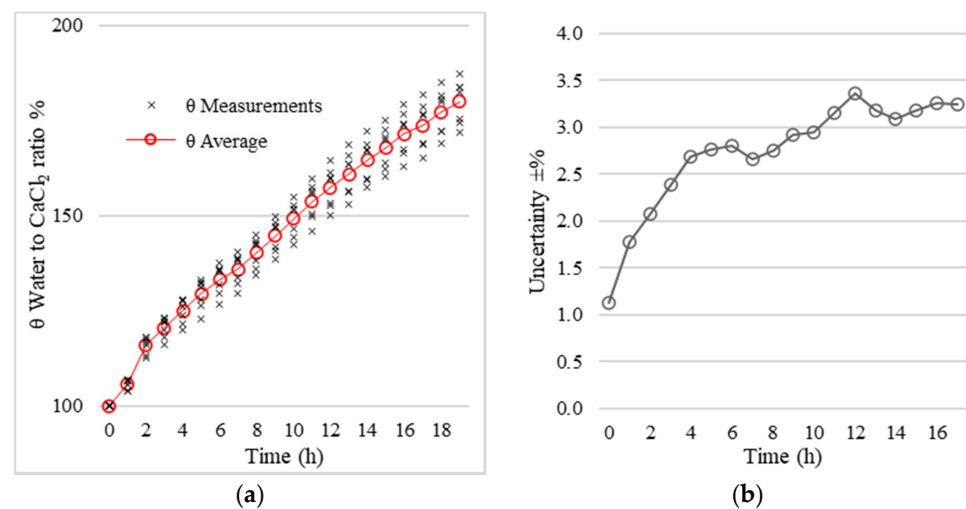 200
150
100
θ Water to CaCl₂ ratio %
× θ Measurements
θ Average
0 2 4 6 8 10 12 14 16 18
Time (h)
(a)
4.0
3.5
3.0
2.5
2.0
1.5
1.0
0.5
0.0
Uncertainty ±%
0 2 4 6 8 10 12 14 16
Time (h)
(b)